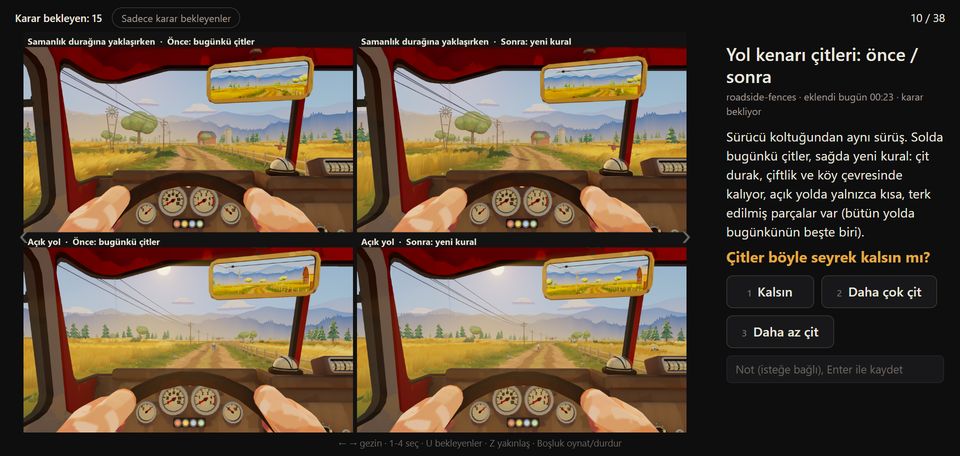 Karar bekleyen: 15
Sadece karar bekleyenler
10 / 38
Samanlık durağına yaklaşırken · Önce: bugünkü çitler
Samanlık durağına yaklaşırken · Sonra: yeni kural
Açık yol · Önce: bugünkü çitler
Açık yol · Sonra: yeni kural
Yol kenarı çitleri: önce /
sonra
roadside-fences · eklendi bugün 00:23 · karar
bekliyor
Sürücü koltuğundan aynı sürüş. Solda
bugünkü çitler, sağda yeni kural: çit
durak, çiftlik ve köy çevresinde
kalıyor, açık yolda yalnızca kısa, terk
edilmiş parçalar var (bütün yolda
bugünkünün beşte biri).
Çitler böyle seyrek kalsın mı?
1 Kalsın
2 Daha çok çit
3 Daha az çit
Not (isteğe bağlı), Enter ile kaydet
← → gezin · 1-4 seç · U bekleyenler · Z yakınlaş · Boşluk oynat/durdur